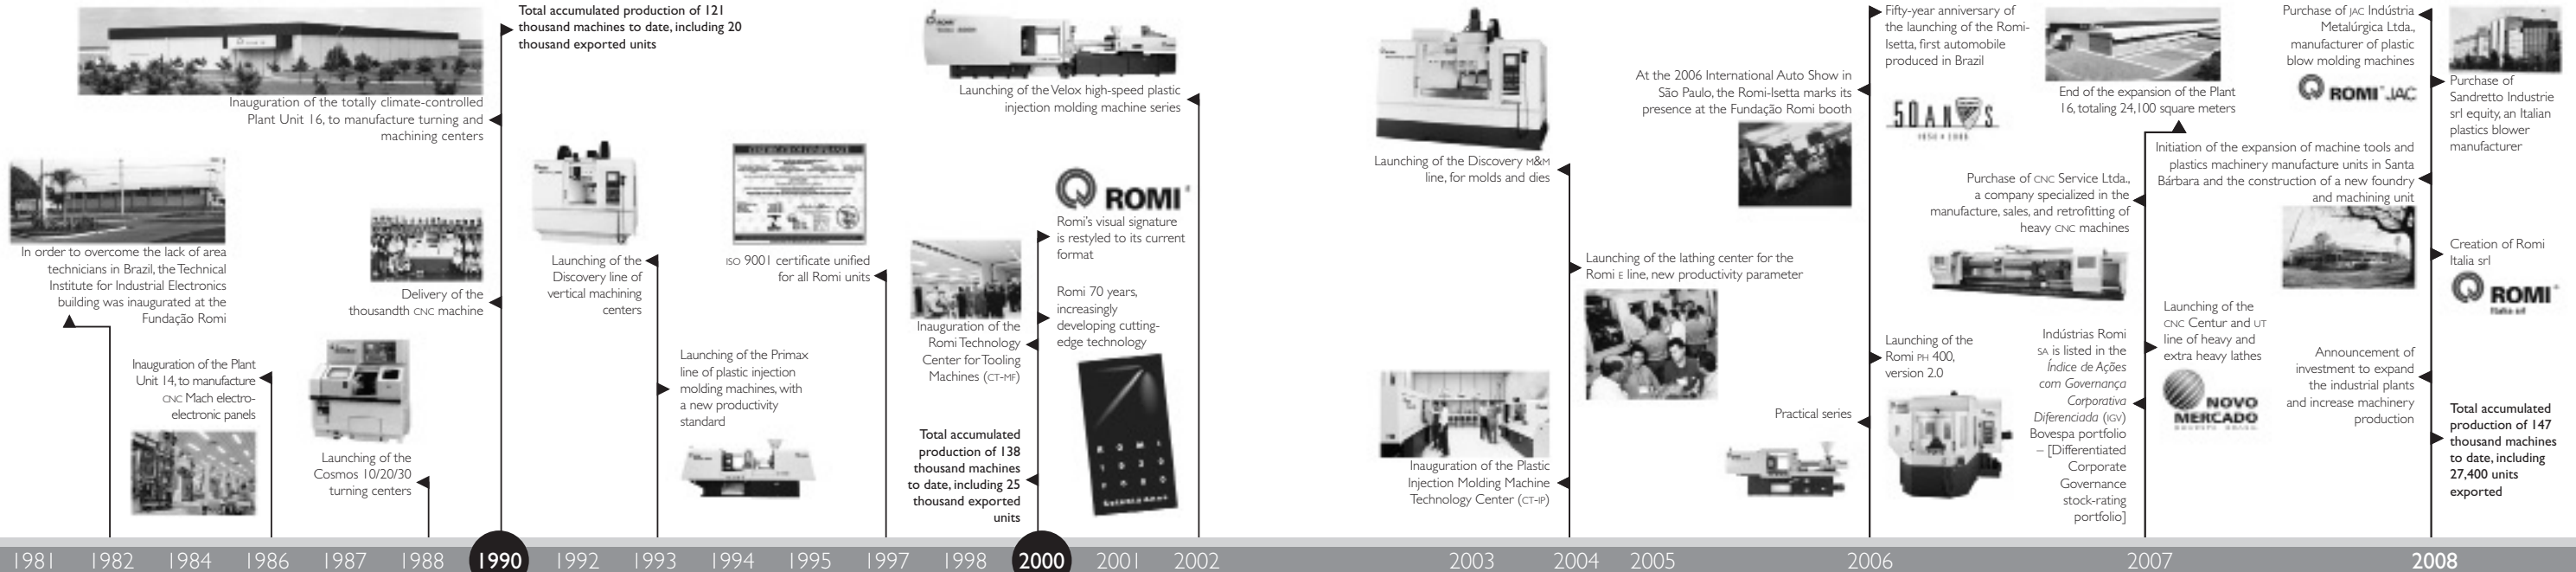 Total accumulated production of 121
thousand machines to date, including 20
thousand exported units
Inauguration of the totally climate-controlled
Plant Unit 16, to manufacture turning and
machining centers
In order to overcome the lack of area
technicians in Brazil, the Technical
Institute for Industrial Electronics
building was inaugurated at the
Fundação Romi
Delivery of the
thousandth CNC machine
Inauguration of the Plant
Unit 14, to manufacture
CNC Mach electro-
electronic panels
Launching of the
Cosmos 10/20/30
turning centers
Launching of the
Discovery line of
vertical machining
centers
Launching of the Primax
line of plastic injection
molding machines, with
a new productivity
standard
ISO 9001 certificate unified
for all Romi units
Launching of the Velox high-speed plastic
injection molding machine series
ROMI
Romi's visual signature
is restyled to its current
format
Romi 70 years,
increasingly
developing cutting-
edge technology
Inauguration of the
Romi Technology
Center for Tooling
Machines (CT-MF)
Total accumulated
production of 138
thousand machines
to date, including 25
thousand exported
units
ROMI
1930
Launching of the Discovery M&M
line, for molds and dies
Launching of the lathing center for the
Romi E line, new productivity parameter
Inauguration of the Plastic
Injection Molding Machine
Technology Center (CT-IP)
Fifty-year anniversary of
the launching of the Romi-
Isetta, first automobile
produced in Brazil
At the 2006 International Auto Show in
São Paulo, the Romi-Isetta marks its
presence at the Fundação Romi booth
50 ANOS
Launching of the
Romi PH 400,
version 2.0
Practical series
End of the expansion of the Plant
16, totaling 24,100 square meters
Purchase of CNC Service Ltda.,
a company specialized in the
manufacture, sales, and retrofitting of
heavy CNC machines
Launching of the
CNC Centur and UT
line of heavy and
extra heavy lathes
Indústrias Romi
SA is listed in the
Índice de Ações
com Governança
Corporativa
Diferenciada (IGV)
Bovespa portfolio
– [Differentiated
Corporate
Governance
stock-rating
portfolio]
NOVO
MERCADO
BOVESPA BRASIL
Purchase of JAC Indústria
Metalúrgica Ltda.,
manufacturer of plastic
blow molding machines
ROMI JAC
Purchase of
Sandretto Industrie
srl equity, an Italian
plastics blower
manufacturer
Initiation of the expansion of machine tools and
plastics machinery manufacture units in Santa
Bárbara and the construction of a new foundry
and machining unit
Creation of Romi
Italia srl
ROMI
Italia srl
Announcement of
investment to expand
the industrial plants
and increase machinery
production
Total accumulated
production of 147
thousand machines
to date, including
27,400 units
exported
1981 1982 1984 1986 1987 1988 1990 1992 1993 1994 1995 1997 1998 2000 2001 2002 2003 2004 2005 2006 2007 2008